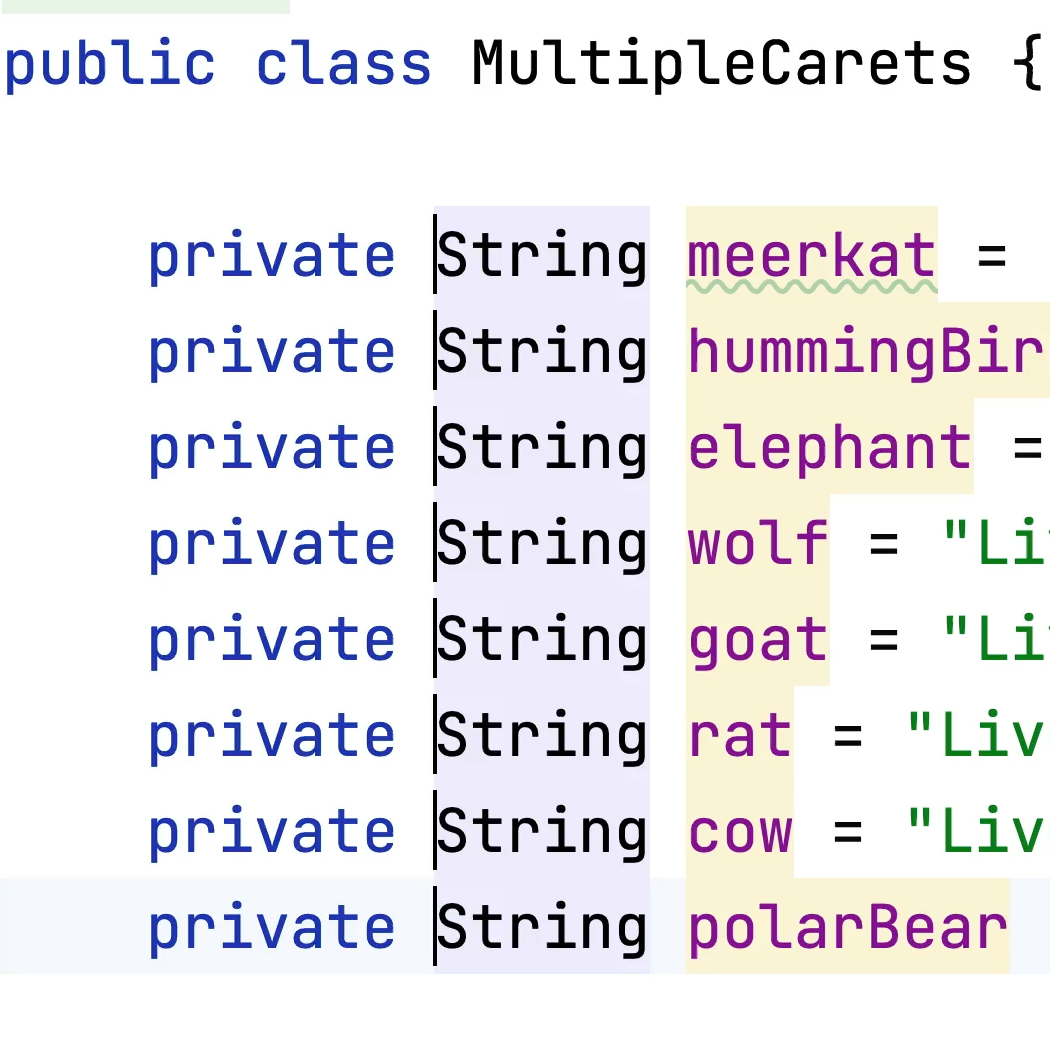 public class MultipleCarets {
private String meerkat =
private String hummingBir
private String elephant =
private String wolf = "Li
private String goat = "Li
private String rat = "Liv
private String cow = "Liv
private String polarBear